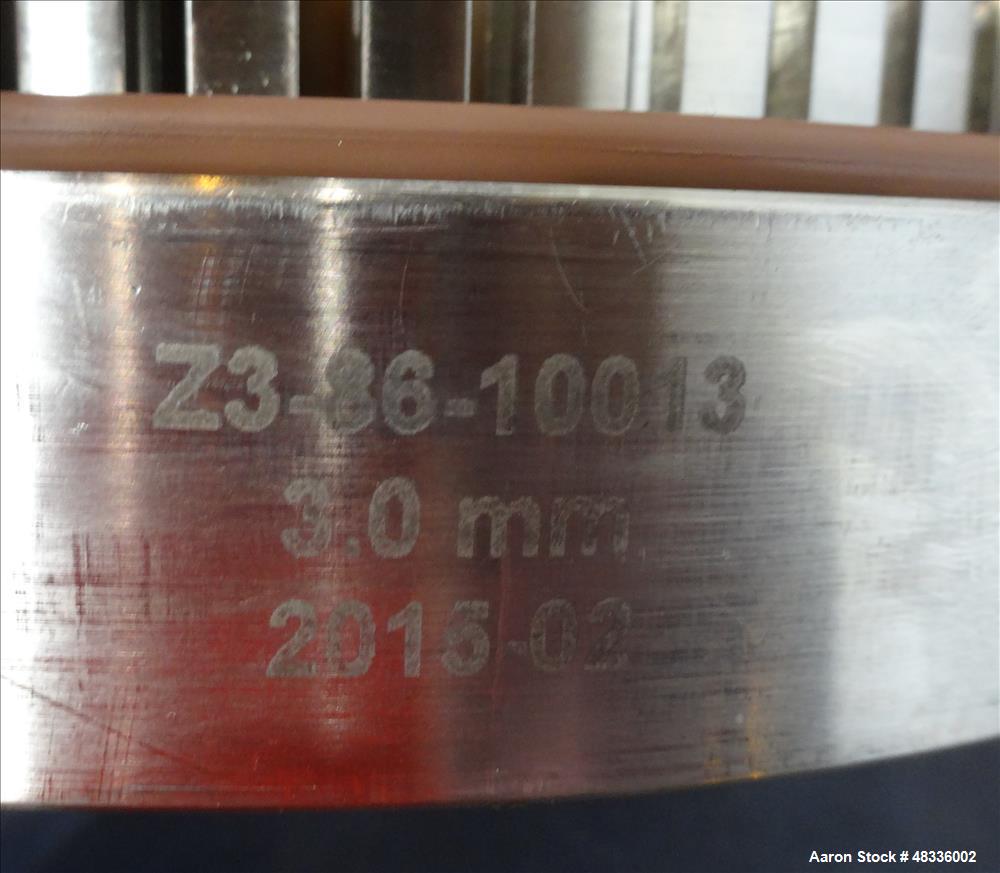 Z3-86-10013
3.0 mm
2015-02
Aaron Stock # 48336002